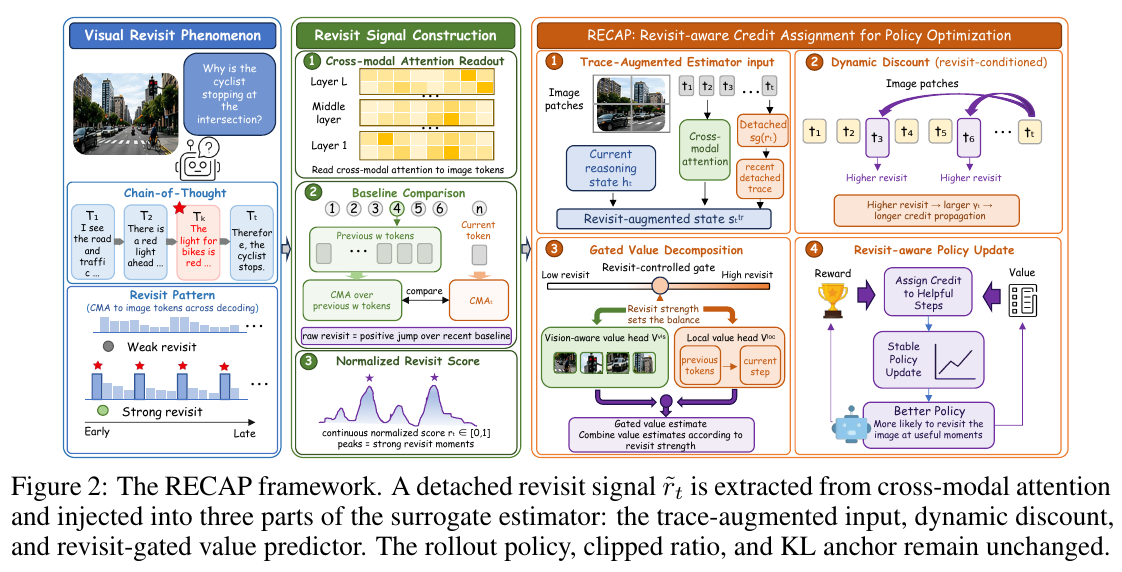 Visual Revisit Phenomenon
Why is the
cyclist
stopping at
the
intersection?
?
Chain-of-Thought
T₁
I see
the road
and
traffi
c ...
T₂
There is
a red
light
ahead ...
Tₖ
The
light for
bikes is
red ...
Tₜ
Therefor
e, the
cyclist
stops.
Revisit Pattern
(CMA to image tokens across decoding)
...
Weak revisit
...
Strong revisit
Early
Late
Revisit Signal Construction
1 Cross-modal Attention Readout
Layer L
...
Middle
layer
...
Layer 1
Read cross-modal attention to image tokens
2 Baseline Comparison
1 2 3 4 5 6 n
Previous w tokens
...
Current
token
CMA over
previous w tokens
compare
CMAₜ
raw revisit = positive jump over recent baseline
3 Normalized Revisit Score
continuous normalized score rₜ ∈ [0,1]
peaks = strong revisit moments
RECAP: Revisit-aware Credit Assignment for Policy Optimization
1 Trace-Augmented Estimator input
Image
patches
t₁ t₂ t₃ ... tₜ
Current
reasoning
state hₜ
Cross-
modal
attention
Detached
sg(rₜ)
recent
detached
trace
Revisit-augmented state sₜᵗʳ
2 Dynamic Discount (revisit-conditioned)
Image patches
t₁ t₂ t₃ t₄ t₅ t₆ ... tₜ
Higher revisit
Higher revisit
Higher revisit → larger γₜ →
longer credit propagation
3 Gated Value Decomposition
Revisit-controlled gate
Low revisit
High revisit
Revisit strength
sets the balance
Vision-aware value head Vᵛⁱˢ
Local value head Vˡᵒᶜ
previous
tokens
current
step
Gated value estimate
Combine value estimates according to
revisit strength
4 Revisit-aware Policy Update
Reward
Assign Credit
to Helpful
Steps
Value
Stable
Policy
Update
Better Policy
More likely to revisit the
image at useful moments
Figure 2: The RECAP framework. A detached revisit signal r̃ₜ is extracted from cross-modal attention
and injected into three parts of the surrogate estimator: the trace-augmented input, dynamic discount,
and revisit-gated value predictor. The rollout policy, clipped ratio, and KL anchor remain unchanged.